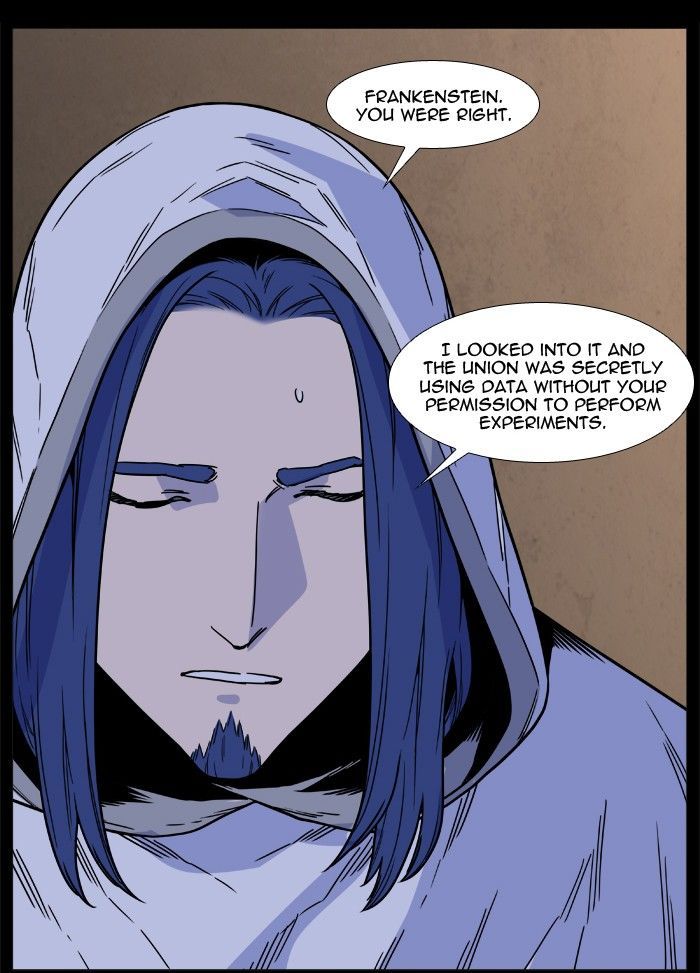 FRANKENSTEIN.
YOU WERE RIGHT.
I LOOKED INTO IT AND
THE UNION WAS SECRETLY
USING DATA WITHOUT YOUR
PERMISSION TO PERFORM
EXPERIMENTS.